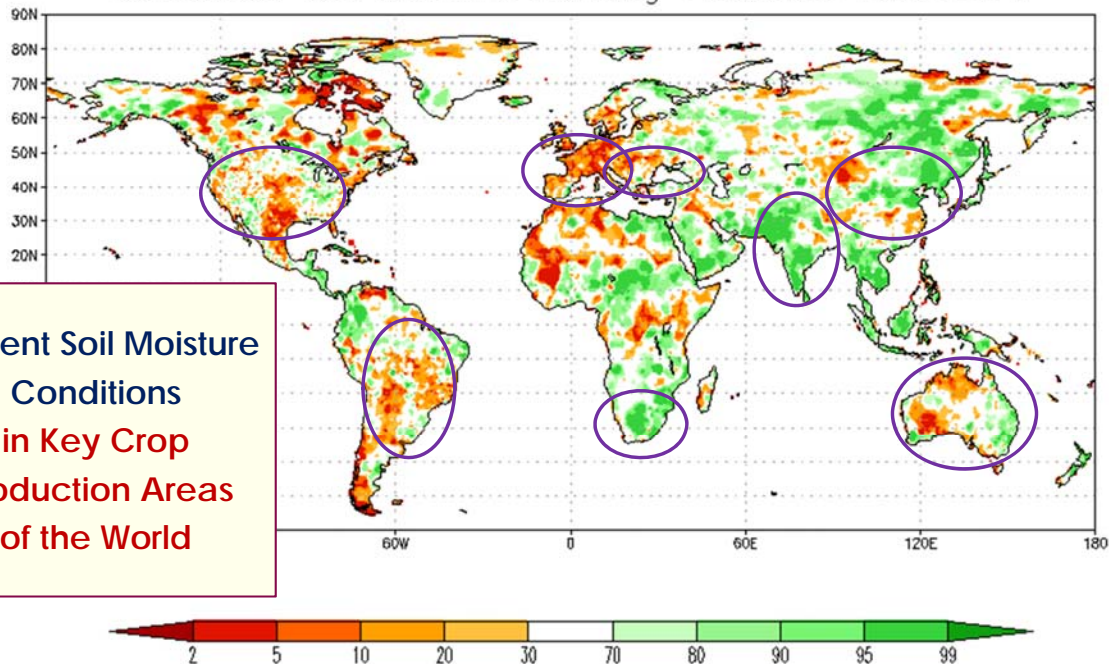 90N
80N
70N
60N
50N
40N
30N
20N
ent Soil Moisture
Conditions
in Key Crop
oduction Areas
of the World
60W 0 60E 120E 180
2 5 10 20 30 70 80 90 95 99